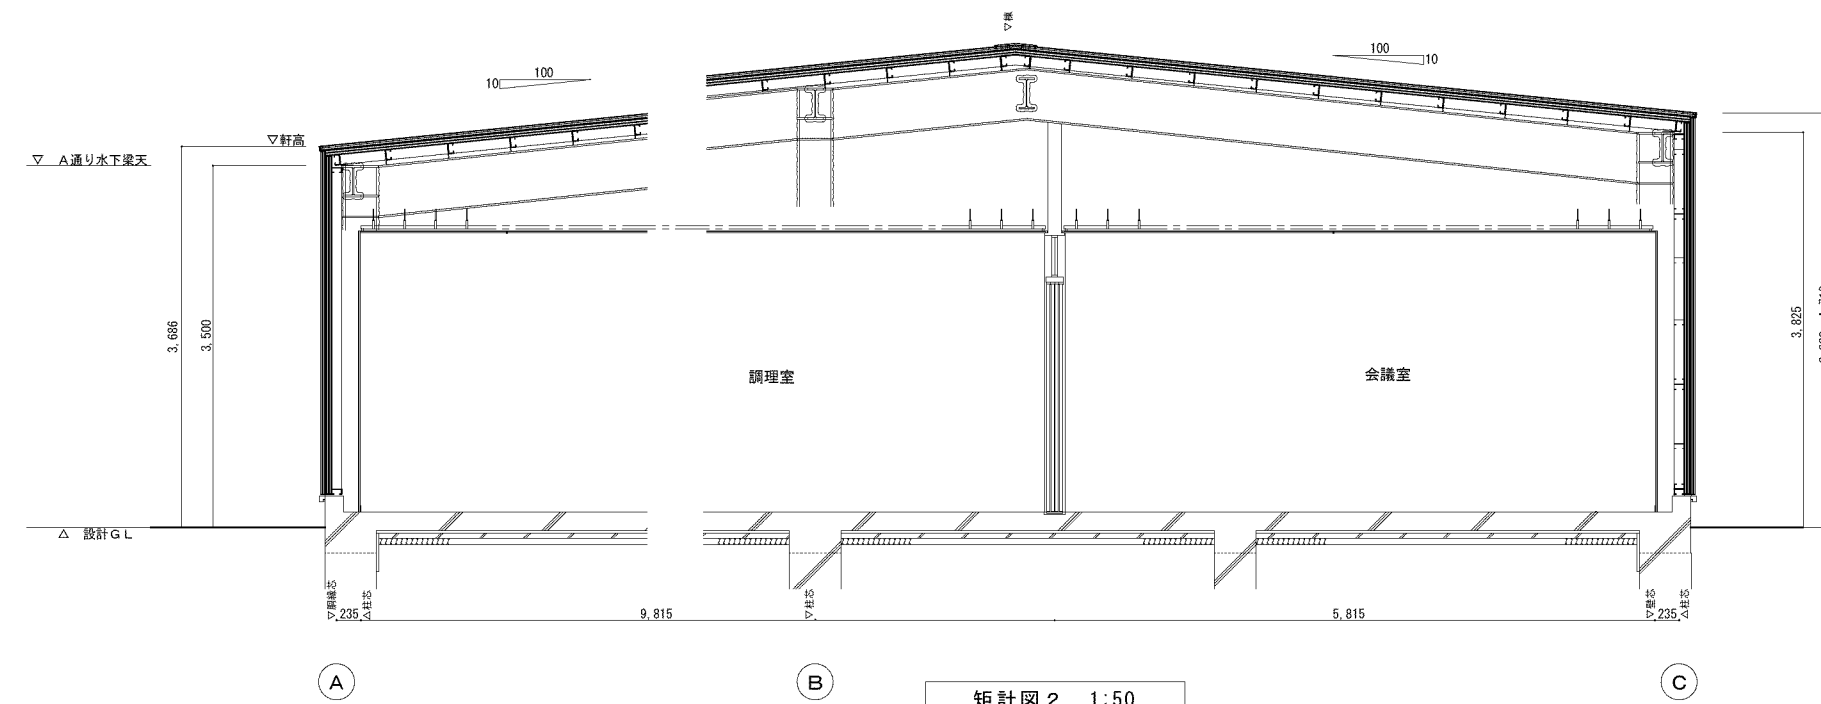 ▽棟
100
10
100
10
▽軒高
▽ A通り水下梁天
3,686
3,500
3,825
調理室
会議室
△ 設計GL
▽胴縁芯
235
△柱芯
9,815
▽柱芯
5,815
▽壁芯
235
△柱芯
A
B
C
矩計図2 1:50